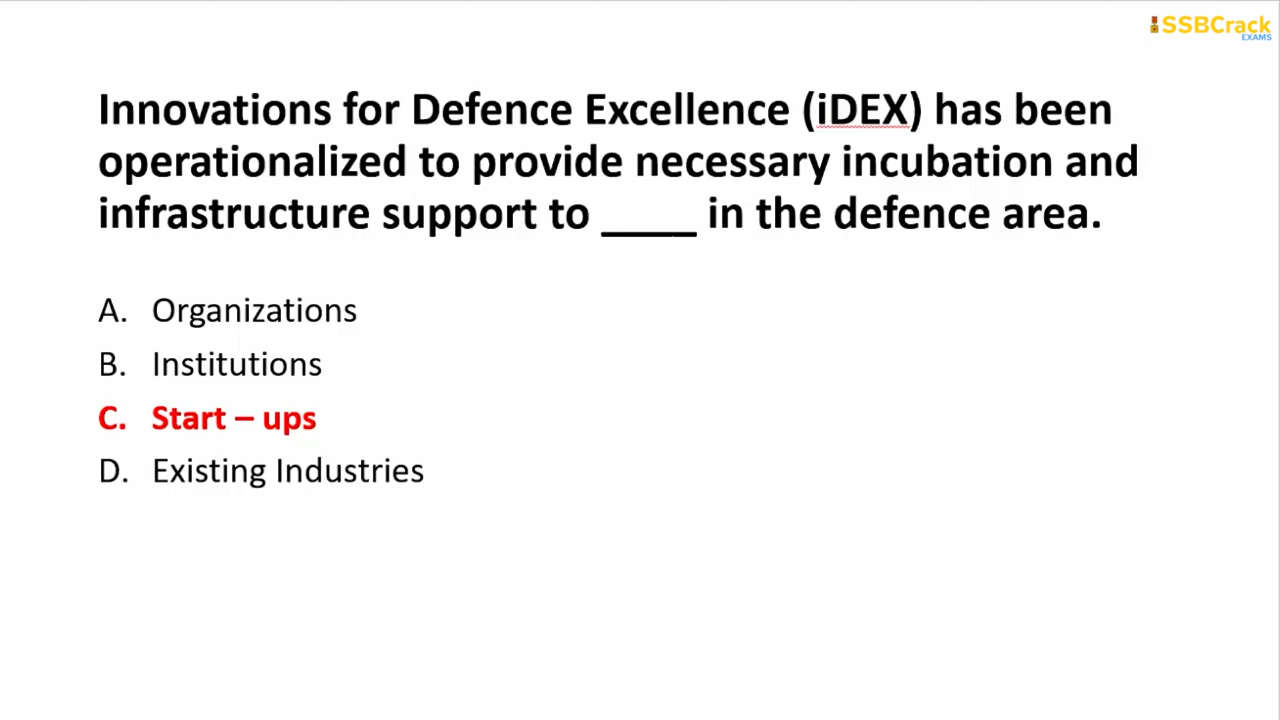 SSBCrack
EXAMS
Innovations for Defence Excellence (iDEX) has been
operationalized to provide necessary incubation and
infrastructure support to ____ in the defence area.
A. Organizations
B. Institutions
C. Start – ups
D. Existing Industries